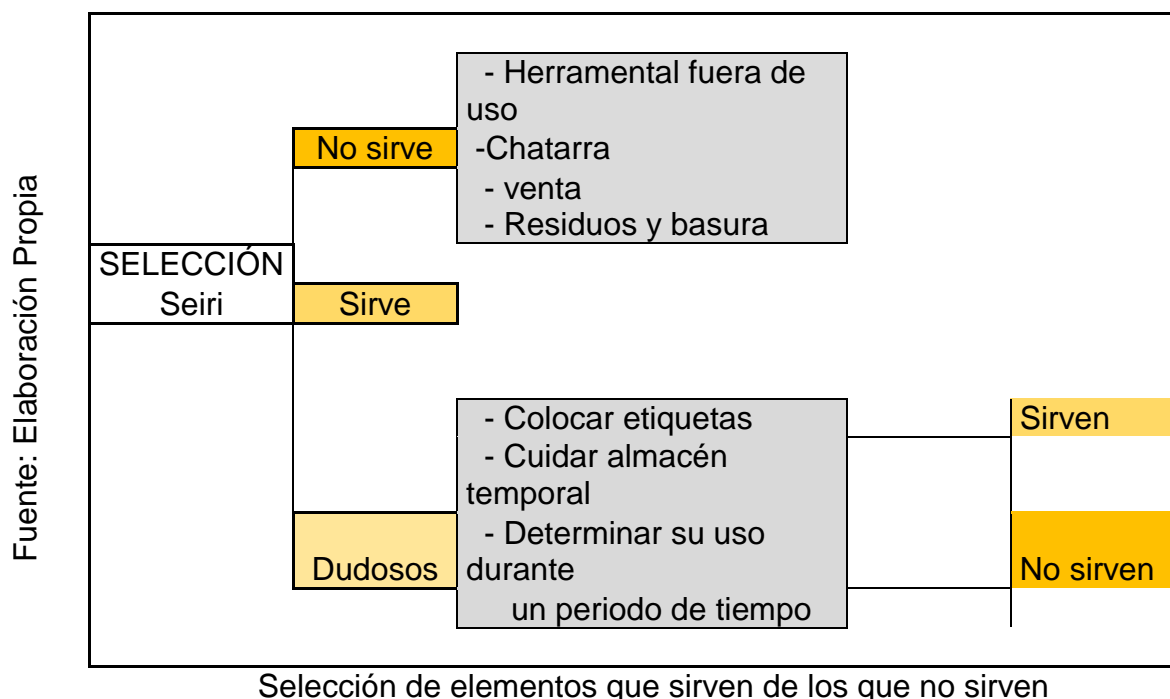 Fuente: Elaboración Propia
- Herramental fuera de
uso
No sirve
-Chatarra
- venta
- Residuos y basura
SELECCIÓN
Seiri
Sirve
- Colocar etiquetas
- Cuidar almacén
temporal
- Determinar su uso
Dudosos
durante
un periodo de tiempo
Sirven
No sirven
Selección de elementos que sirven de los que no sirven